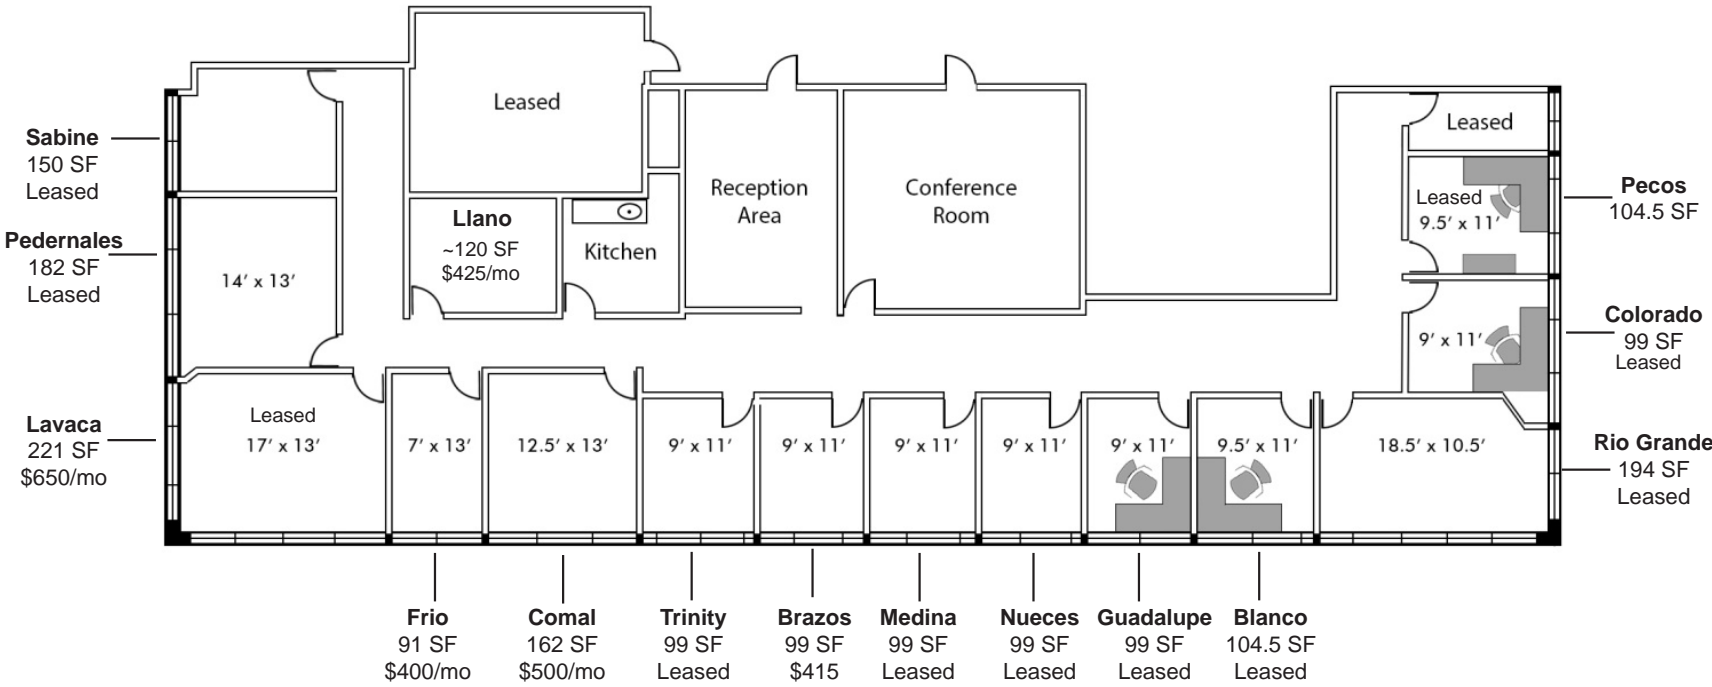 Leased
Sabine
150 SF
Leased
Pedernales
182 SF
Leased
14' x 13'
Lavaca
221 SF
$650/mo
Leased
17' x 13'
Llano
~120 SF
$425/mo
Kitchen
Reception
Area
Conference
Room
Leased
Leased
9.5' x 11'
Pecos
104.5 SF
9' x 11'
Colorado
99 SF
Leased
7' x 13'
12.5' x 13'
9' x 11'
9' x 11'
9' x 11'
9' x 11'
9' x 11'
9.5' x 11'
18.5' x 10.5'
Rio Grande
194 SF
Leased
Frio
91 SF
$400/mo
Comal
162 SF
$500/mo
Trinity
99 SF
Leased
Brazos
99 SF
$415
Medina
99 SF
Leased
Nueces
99 SF
Leased
Guadalupe
99 SF
Leased
Blanco
104.5 SF
Leased